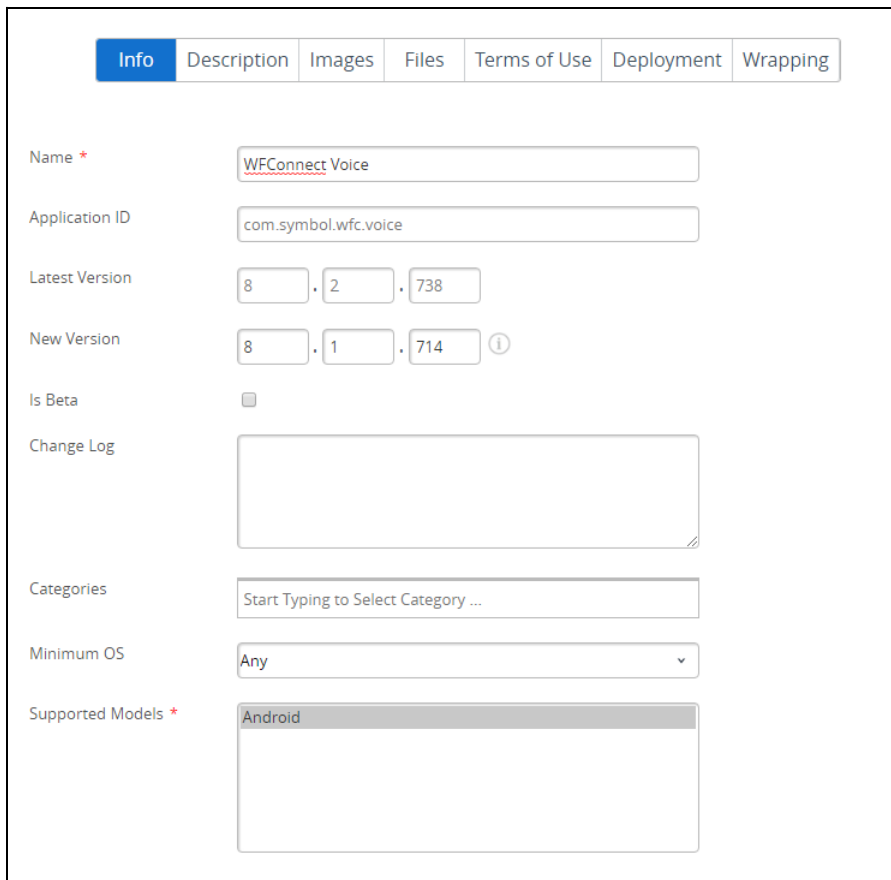 Info Description Images Files Terms of Use Deployment Wrapping
Name * WFConnect Voice
Application ID com.symbol.wfc.voice
Latest Version 8 . 2 . 738
New Version 8 . 1 . 714 i
Is Beta
Change Log
Categories Start Typing to Select Category ...
Minimum OS Any
Supported Models * Android